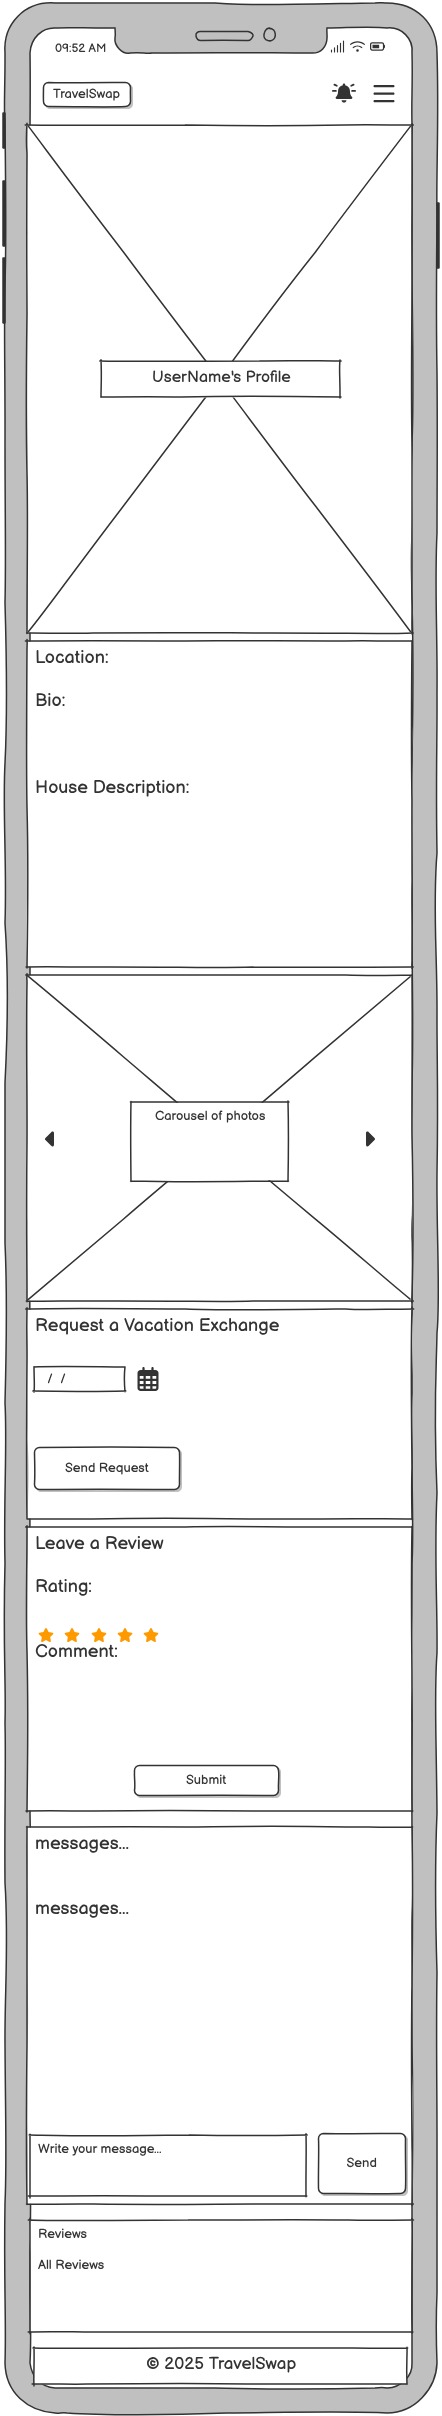 09:52 AM
TravelSwap
UserName's Profile
Location:
Bio:
House Description:
Carousel of photos
Request a Vacation Exchange
/ /
Send Request
Leave a Review
Rating:
Comment:
Submit
messages...
messages...
Write your message...
Send
Reviews
All Reviews
© 2025 TravelSwap